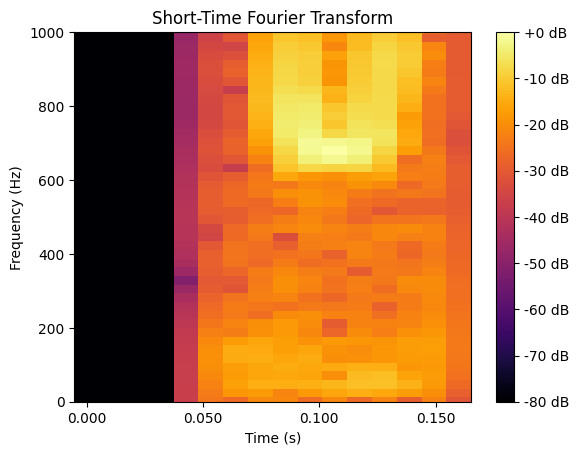 Short-Time Fourier Transform
1000
800
600
400
200
0
Frequency (Hz)
0.000
0.050
0.100
0.150
Time (s)
+0 dB
-10 dB
-20 dB
-30 dB
-40 dB
-50 dB
-60 dB
-70 dB
-80 dB